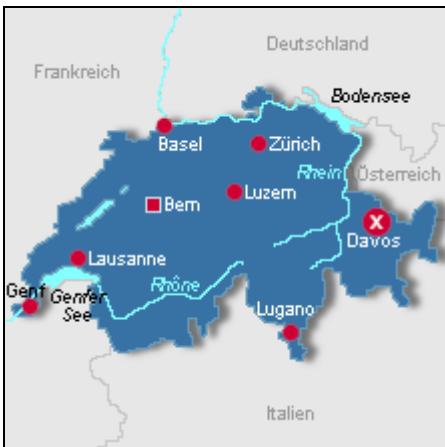 Deutschland
Frankreich
Bodensee
Basel
Zürich
Rhein
Österreich
Luzern
Bern
X
Davos
Lausanne
Rhône
Genf
Genfer
See
Lugano
Italien